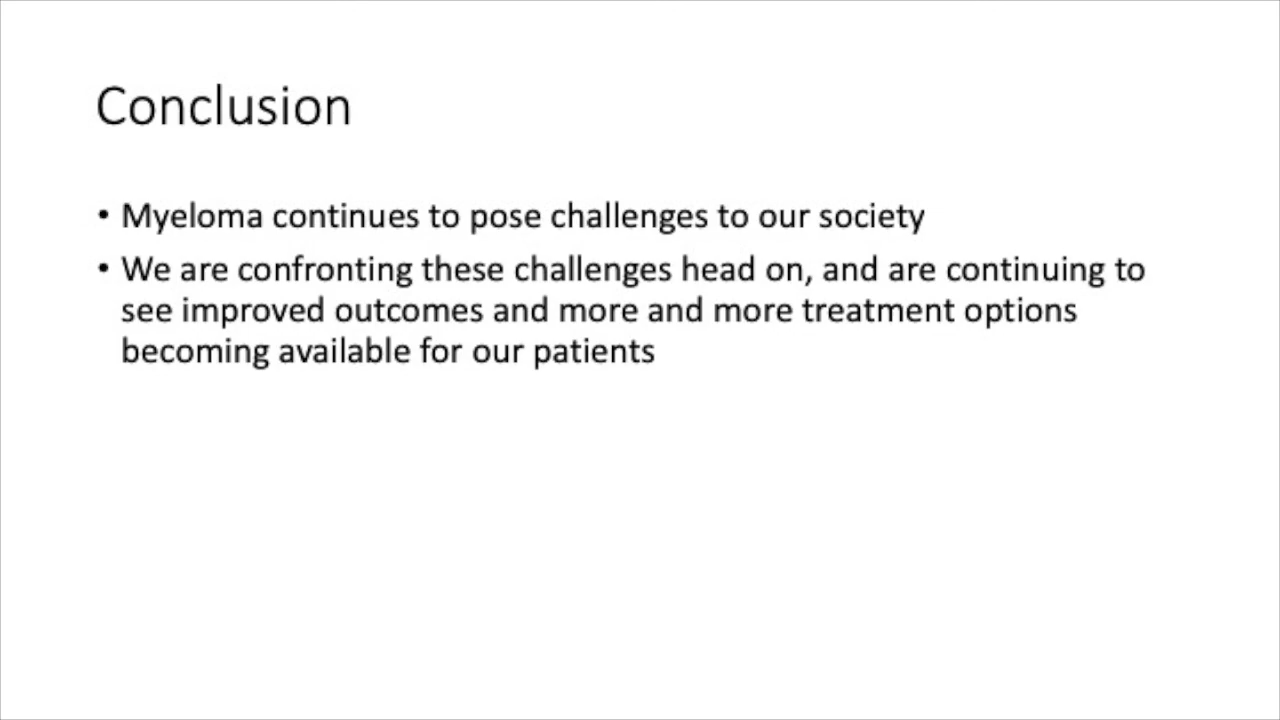 Conclusion
• Myeloma continues to pose challenges to our society
• We are confronting these challenges head on, and are continuing to
see improved outcomes and more and more treatment options
becoming available for our patients